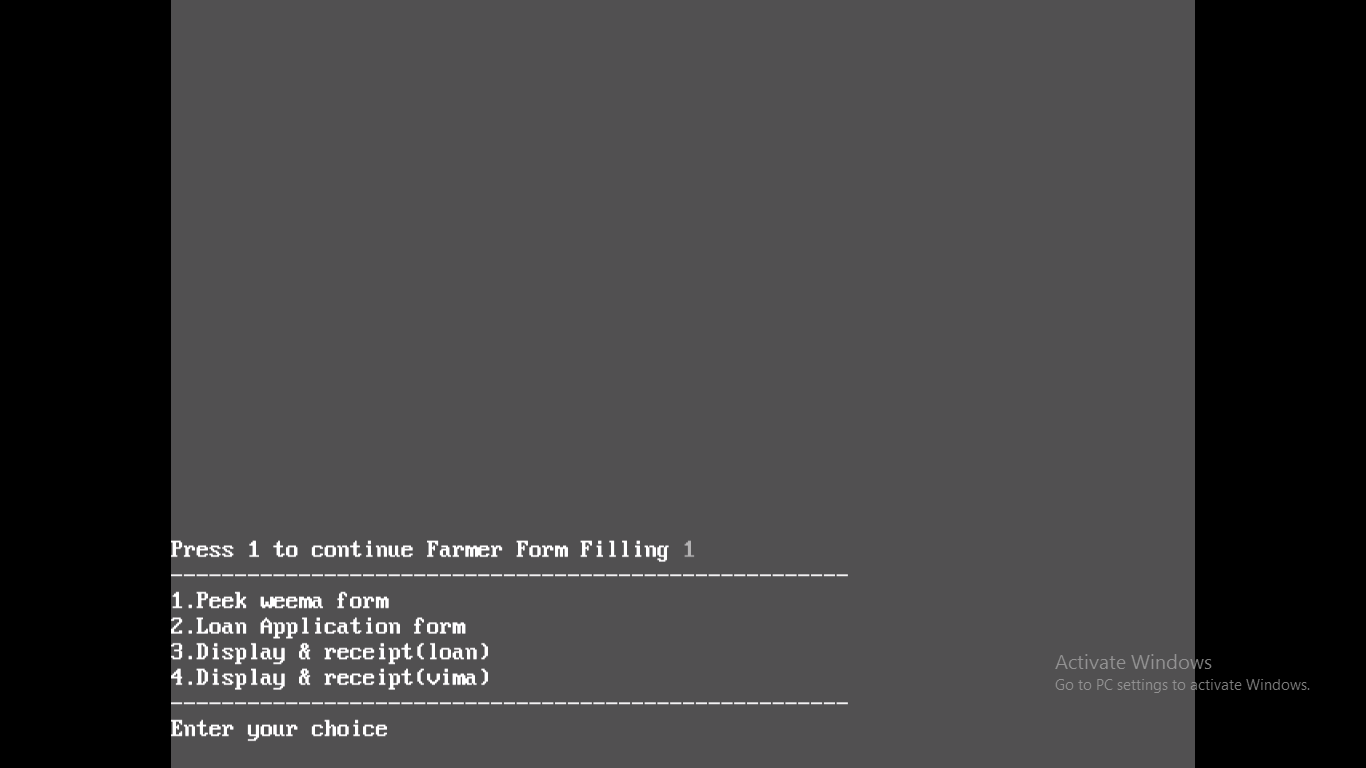 Press 1 to continue Farmer Form Filling 1
-----------------------------------------------------
1.Peek weema form
2.Loan Application form
3.Display & receipt(loan)
4.Display & receipt(vima)
-----------------------------------------------------
Enter your choice
Activate Windows
Go to PC settings to activate Windows.